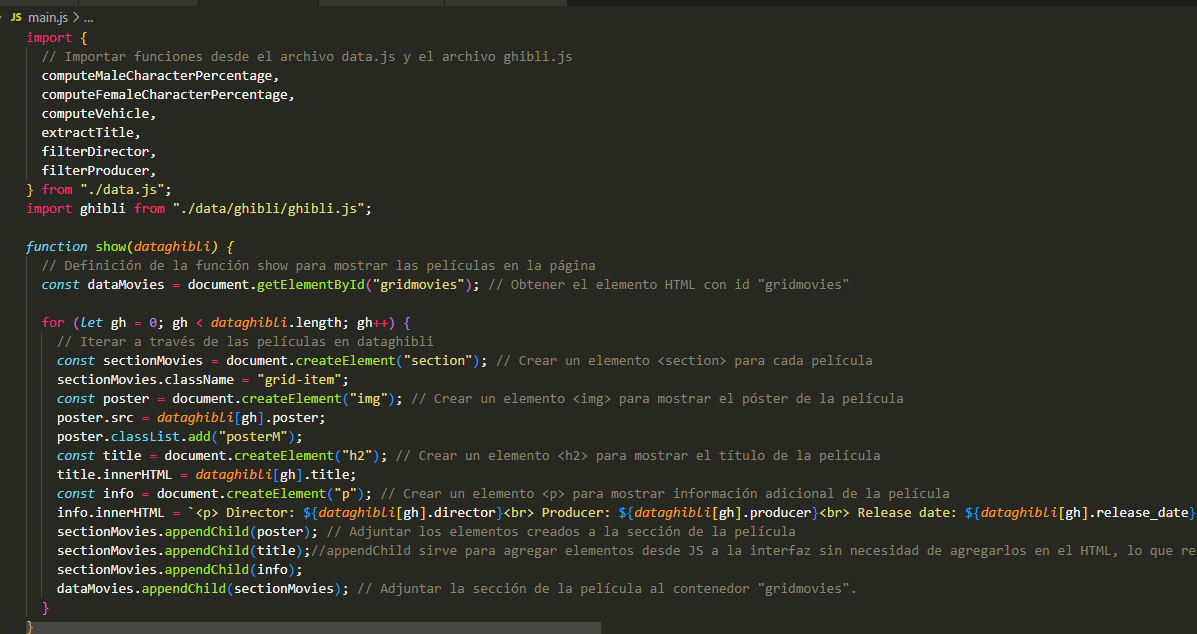 JS main.js > ...
import {
  // Importar funciones desde el archivo data.js y el archivo ghibli.js
  computeMaleCharacterPercentage,
  computeFemaleCharacterPercentage,
  computeVehicle,
  extractTitle,
  filterDirector,
  filterProducer,
} from "./data.js";
import ghibli from "./data/ghibli/ghibli.js";

function show(dataghibli) {
  // Definición de la función show para mostrar las películas en la página
  const dataMovies = document.getElementById("gridmovies"); // Obtener el elemento HTML con id "gridmovies"

  for (let gh = 0; gh < dataghibli.length; gh++) {
    // Iterar a través de las películas en dataghibli
    const sectionMovies = document.createElement("section"); // Crear un elemento <section> para cada película
    sectionMovies.className = "grid-item";
    const poster = document.createElement("img"); // Crear un elemento <img> para mostrar el póster de la película
    poster.src = dataghibli[gh].poster;
    poster.classList.add("posterM");
    const title = document.createElement("h2"); // Crear un elemento <h2> para mostrar el título de la película
    title.innerHTML = dataghibli[gh].title;
    const info = document.createElement("p"); // Crear un elemento <p> para mostrar información adicional de la película
    info.innerHTML = `<p> Director: ${dataghibli[gh].director}<br> Producer: ${dataghibli[gh].producer}<br> Release date: ${dataghibli[gh].release_date}
    sectionMovies.appendChild(poster); // Adjuntar los elementos creados a la sección de la película
    sectionMovies.appendChild(title);//appendChild sirve para agregar elementos desde JS a la interfaz sin necesidad de agregarlos en el HTML, lo que re
    sectionMovies.appendChild(info);
    dataMovies.appendChild(sectionMovies); // Adjuntar la sección de la película al contenedor "gridmovies".
  }
}